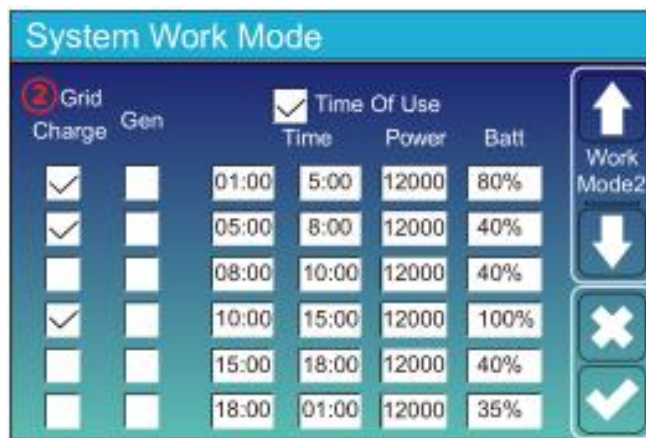 System Work Mode
② Grid Charge Gen ✓ Time Of Use
Time Power Batt
01:00 5:00 12000 80%
05:00 8:00 12000 40%
08:00 10:00 12000 40%
10:00 15:00 12000 100%
15:00 18:00 12000 40%
18:00 01:00 12000 35%
Work
Mode2